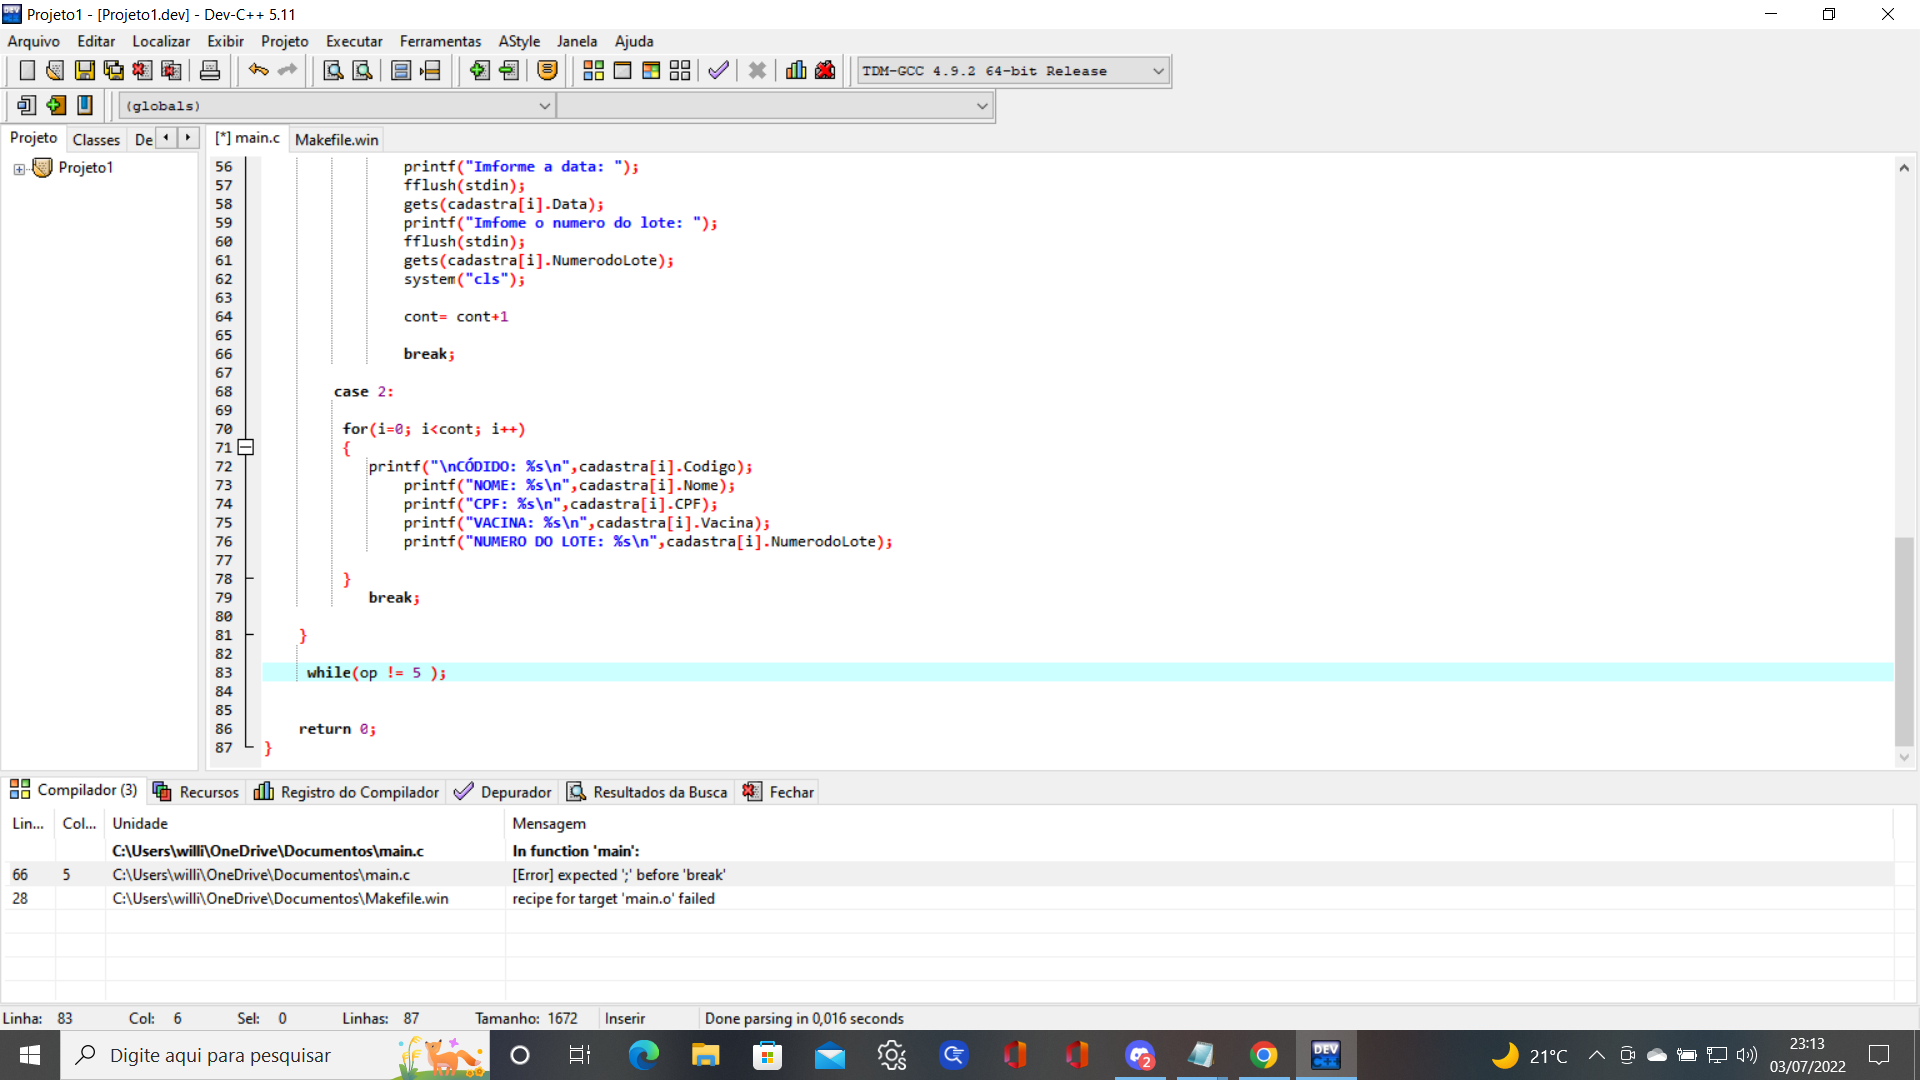 Projeto1 - [Projeto1.dev] - Dev-C++ 5.11
Arquivo Editar Localizar Exibir Projeto Executar Ferramentas AStyle Janela Ajuda
TDM-GCC 4.9.2 64-bit Release
(globals)
Projeto Classes De [*] main.c Makefile.win
Projeto1
56 printf("Imforme a data: ");
57 fflush(stdin);
58 gets(cadastra[i].Data);
59 printf("Imfome o numero do lote: ");
60 fflush(stdin);
61 gets(cadastra[i].NumerodoLote);
62 system("cls");
63
64 cont= cont+1
65
66 break;
67
68 case 2:
69
70 for(i=0; i<cont; i++)
71 {
72 printf("\nCÓDIDO: %s\n",cadastra[i].Codigo);
73 printf("NOME: %s\n",cadastra[i].Nome);
74 printf("CPF: %s\n",cadastra[i].CPF);
75 printf("VACINA: %s\n",cadastra[i].Vacina);
76 printf("NUMERO DO LOTE: %s\n",cadastra[i].NumerodoLote);
77
78 }
79 break;
80
81 }
82
83 while(op != 5 );
84
85
86 return 0;
87 }
Compilador (3) Recursos Registro do Compilador Depurador Resultados da Busca Fechar
Lin... Col... Unidade Mensagem
C:\Users\willi\OneDrive\Documentos\main.c In function 'main':
66 5 C:\Users\willi\OneDrive\Documentos\main.c [Error] expected ';' before 'break'
28 C:\Users\willi\OneDrive\Documentos\Makefile.win recipe for target 'main.o' failed
Linha: 83 Col: 6 Sel: 0 Linhas: 87 Tamanho: 1672 Inserir Done parsing in 0,016 seconds
Digite aqui para pesquisar
2
DEV
C++
21°C
23:13
03/07/2022